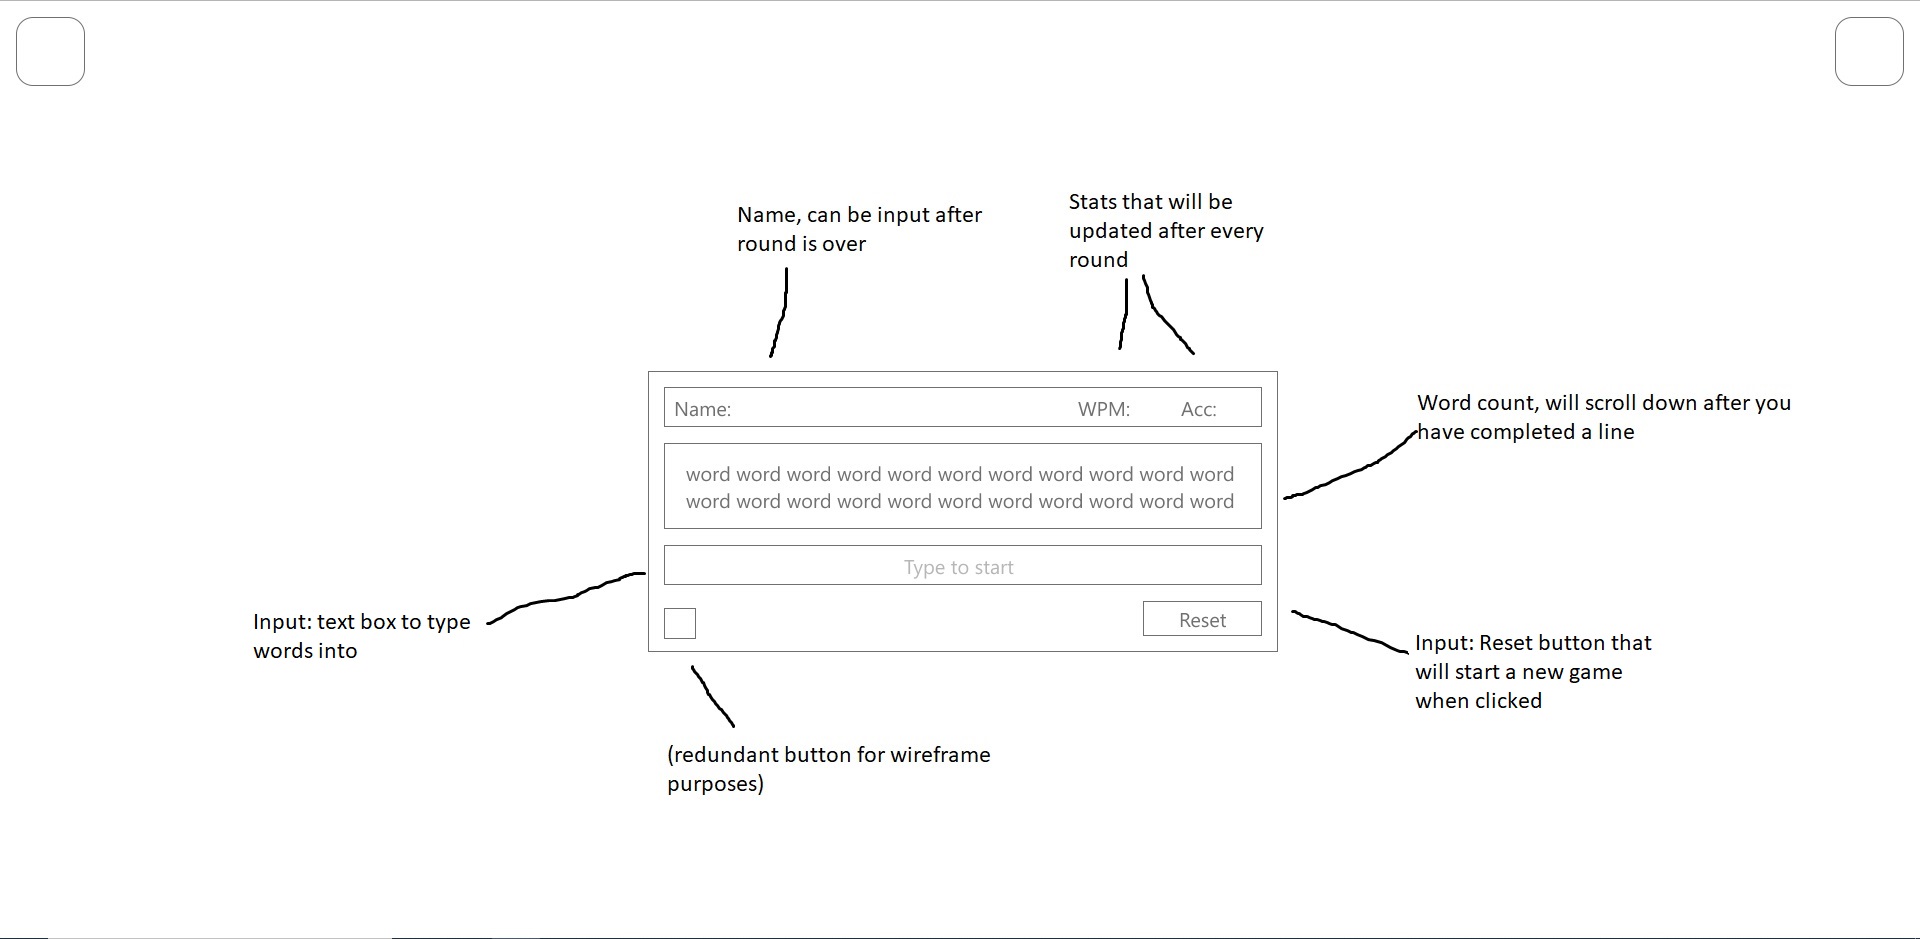 Name, can be input after
round is over
Stats that will be
updated after every
round
Name:
WPM:
Acc:
Word count, will scroll down after you
have completed a line
word word word word word word word word word word word
word word word word word word word word word word word
Type to start
Input: text box to type
words into
Reset
Input: Reset button that
will start a new game
when clicked
(redundant button for wireframe
purposes)